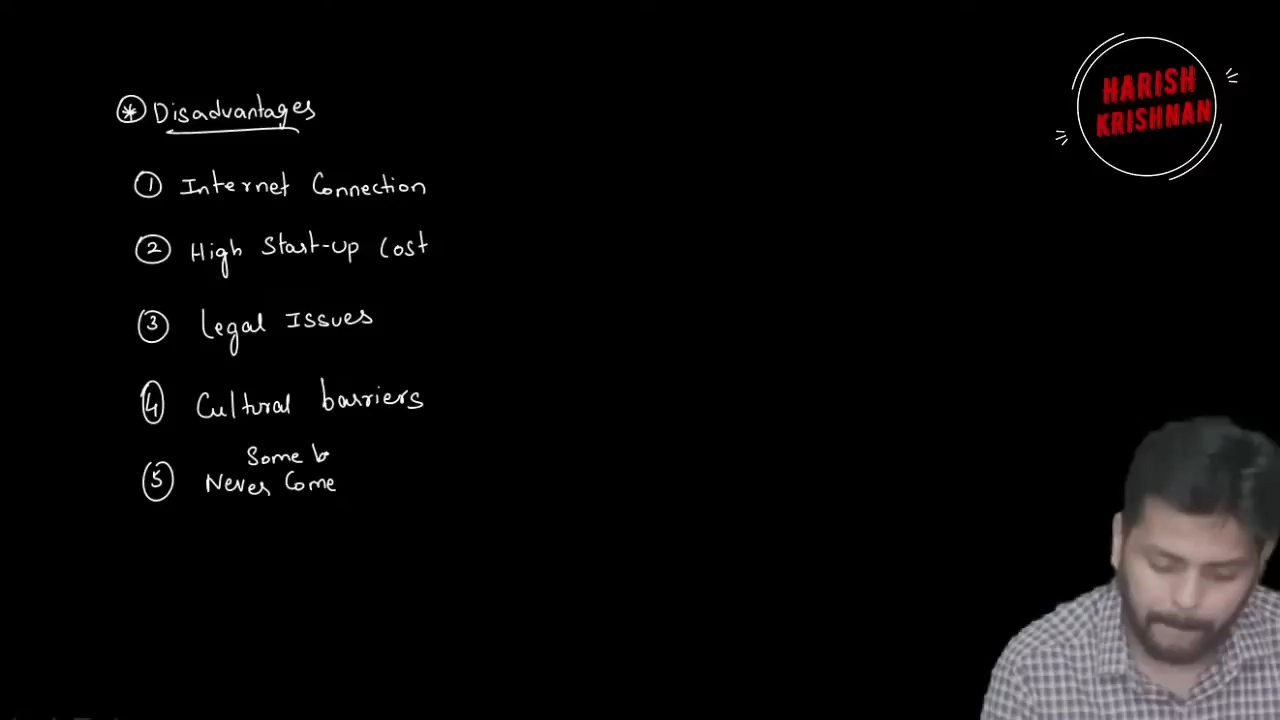 HARISH
KRISHNAN
* Disadvantages
1 Internet Connection
2 High Start-up Cost
3 Legal Issues
4 Cultural barriers
Some b
5 Never Come